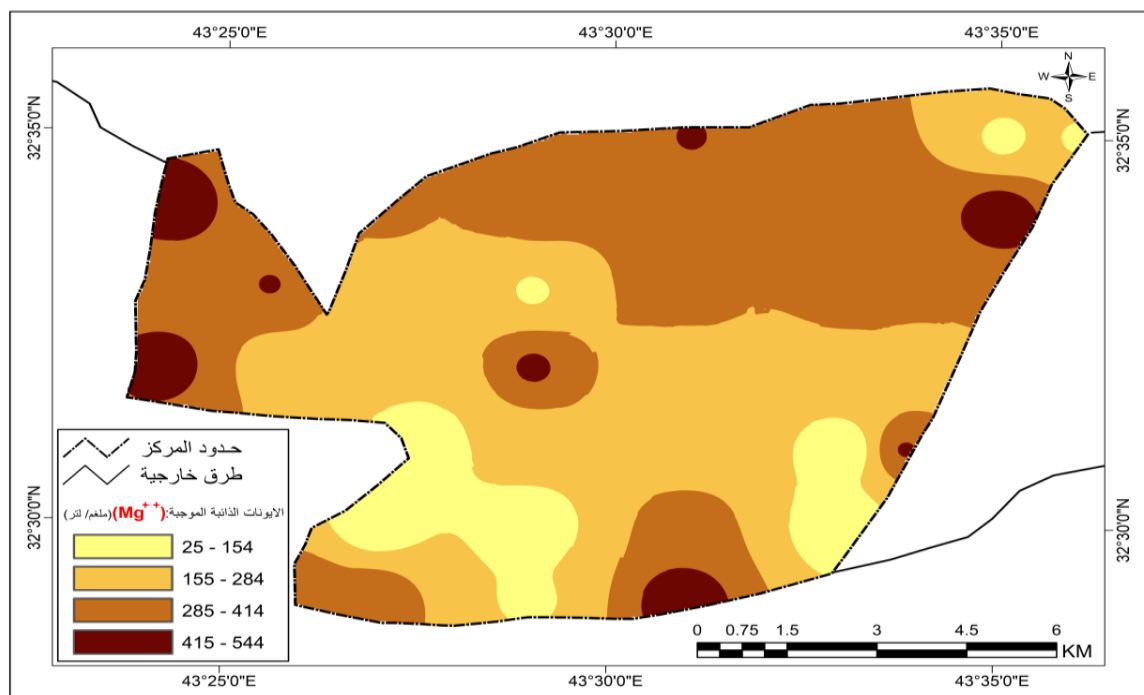 43°25'0"E 43°30'0"E 43°35'0"E
N
W E
S
32°35'0"N 32°35'0"N
حدود المركز
طرق خارجية
الايونات الذائبة الموجبة:(Mg++)(ملغم/ لتر)
25 - 154
155 - 284
285 - 414
415 - 544
32°30'0"N 32°30'0"N
0 0.75 1.5 3 4.5 6
KM
43°25'0"E 43°30'0"E 43°35'0"E